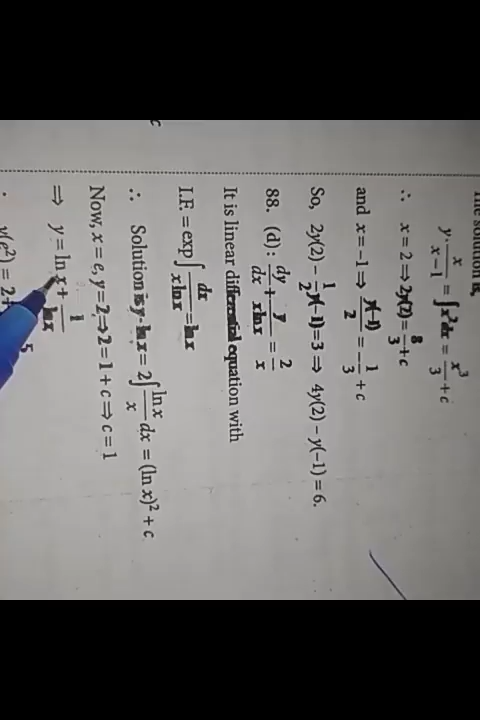 The solution is,
y · x/(x−1) = ∫x²dx = x³/3 + c
∴ x = 2 ⇒ 2y(2) = 8/3 + c
and x = −1 ⇒ y(−1)/2 = −1/3 + c
So, 2y(2) − 1/2 y(−1) = 3 ⇒ 4y(2) − y(−1) = 6.
88. (d) : dy/dx + y/(x ln x) = 2/x
It is linear differential equation with
I.F. = exp ∫ dx/(x ln x) = ln x
∴ Solution is y·ln x = 2∫ (ln x)/x dx = (ln x)² + c
Now, x = e, y = 2 ⇒ 2 = 1 + c ⇒ c = 1
⇒ y = ln x + 1/(ln x)
∴ y(e²) = 2 +